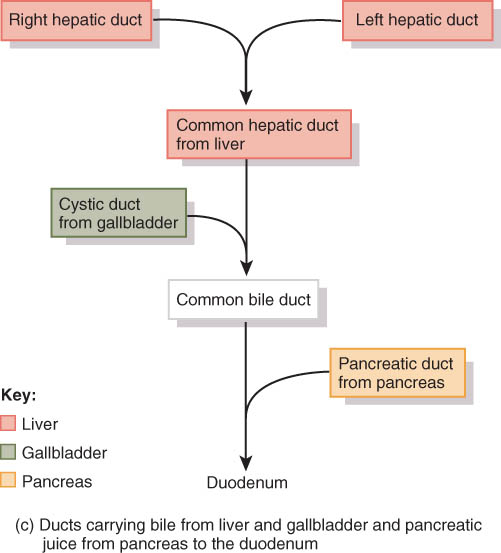 Right hepatic duct
Left hepatic duct
Common hepatic duct
from liver
Cystic duct
from gallbladder
Common bile duct
Pancreatic duct
from pancreas
Key:
Liver
Gallbladder
Pancreas
Duodenum
(c) Ducts carrying bile from liver and gallbladder and pancreatic
juice from pancreas to the duodenum